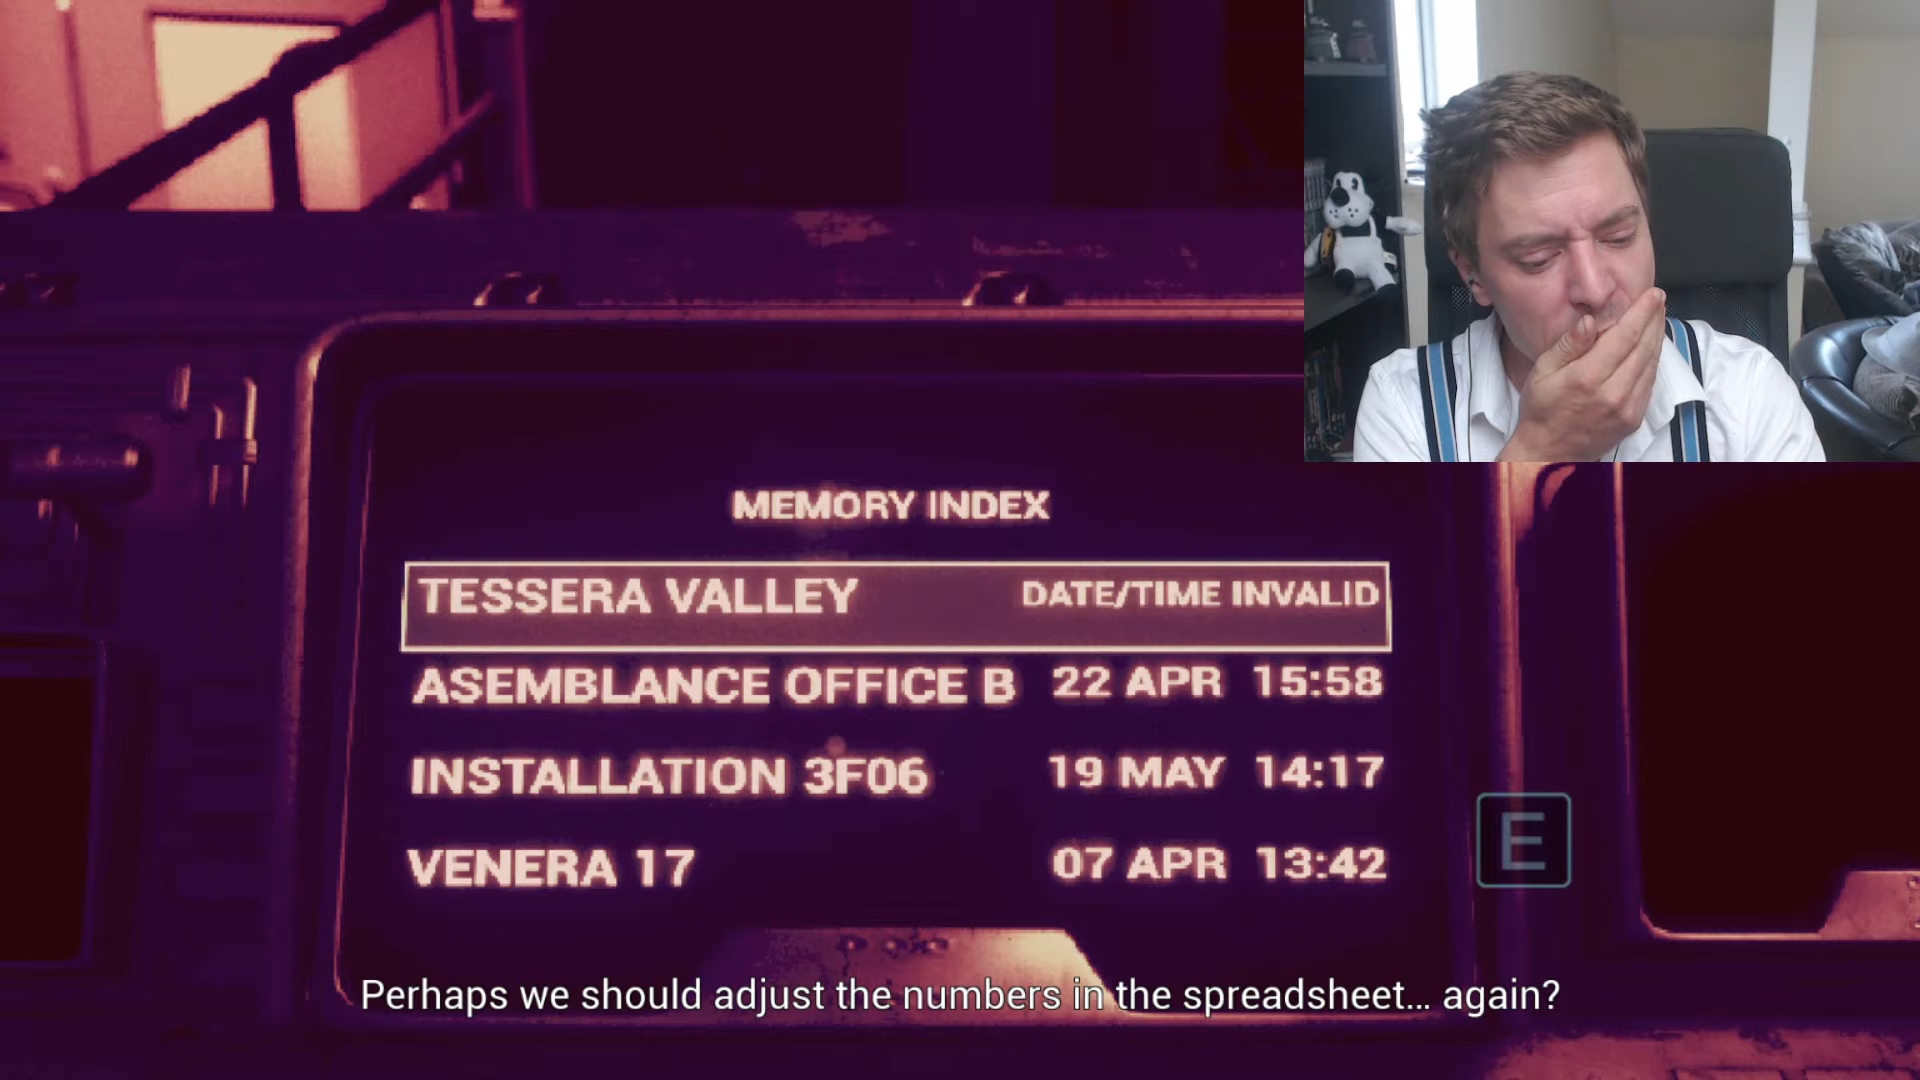 MEMORY INDEX
TESSERA VALLEY DATE/TIME INVALID
ASEMBLANCE OFFICE B 22 APR 15:58
INSTALLATION 3F06 19 MAY 14:17
VENERA 17 07 APR 13:42
E
Perhaps we should adjust the numbers in the spreadsheet... again?